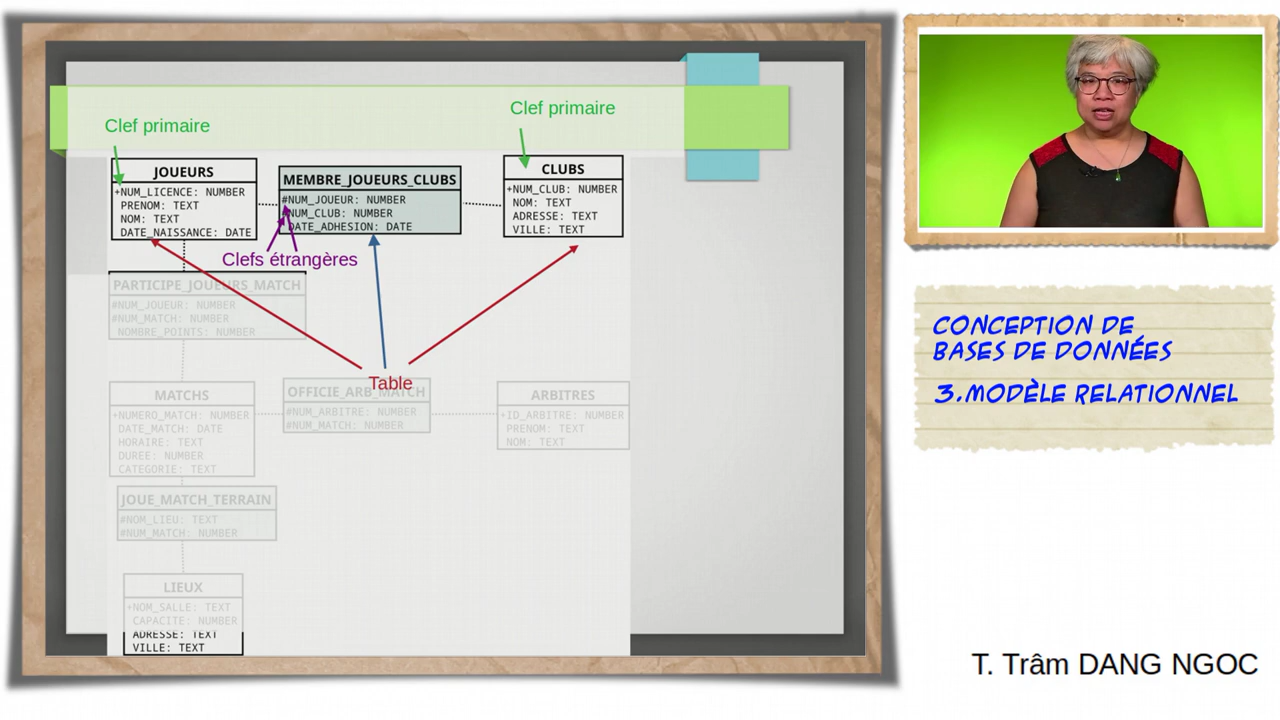 Clef primaire
Clef primaire
JOUEURS
+NUM_LICENCE: NUMBER
PRENOM: TEXT
NOM: TEXT
DATE_NAISSANCE: DATE
MEMBRE_JOUEURS_CLUBS
#NUM_JOUEUR: NUMBER
#NUM_CLUB: NUMBER
DATE_ADHESION: DATE
CLUBS
+NUM_CLUB: NUMBER
NOM: TEXT
ADRESSE: TEXT
VILLE: TEXT
Clefs étrangères
PARTICIPE_JOUEURS_MATCH
#NUM_JOUEUR: NUMBER
#NUM_MATCH: NUMBER
NOMBRE_POINTS: NUMBER
Table
MATCHS
+NUMERO_MATCH: NUMBER
DATE_MATCH: DATE
HORAIRE: TEXT
DUREE: NUMBER
CATEGORIE: TEXT
OFFICIE_ARB_MATCH
#NUM_ARBITRE: NUMBER
#NUM_MATCH: NUMBER
ARBITRES
+ID_ARBITRE: NUMBER
PRENOM: TEXT
NOM: TEXT
JOUE_MATCH_TERRAIN
#NOM_LIEU: TEXT
#NUM_MATCH: NUMBER
LIEUX
+NOM_SALLE: TEXT
CAPACITE: NUMBER
ADRESSE: TEXT
VILLE: TEXT
CONCEPTION DE
BASES DE DONNÉES
3.MODÈLE RELATIONNEL
T. Trâm DANG NGOC